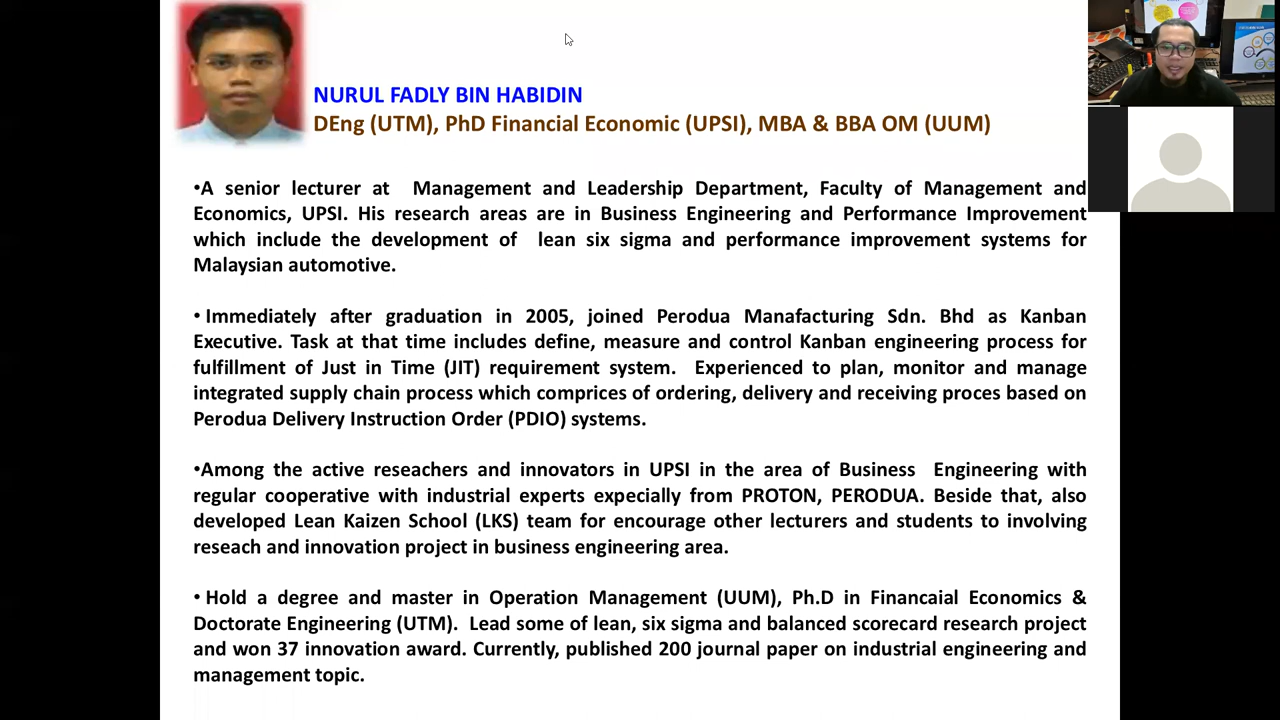 NURUL FADLY BIN HABIDIN
DEng (UTM), PhD Financial Economic (UPSI), MBA & BBA OM (UUM)
•A senior lecturer at Management and Leadership Department, Faculty of Management and
Economics, UPSI. His research areas are in Business Engineering and Performance Improvement
which include the development of lean six sigma and performance improvement systems for
Malaysian automotive.
• Immediately after graduation in 2005, joined Perodua Manafacturing Sdn. Bhd as Kanban
Executive. Task at that time includes define, measure and control Kanban engineering process for
fulfillment of Just in Time (JIT) requirement system. Experienced to plan, monitor and manage
integrated supply chain process which comprices of ordering, delivery and receiving proces based on
Perodua Delivery Instruction Order (PDIO) systems.
•Among the active reseachers and innovators in UPSI in the area of Business Engineering with
regular cooperative with industrial experts expecially from PROTON, PERODUA. Beside that, also
developed Lean Kaizen School (LKS) team for encourage other lecturers and students to involving
reseach and innovation project in business engineering area.
• Hold a degree and master in Operation Management (UUM), Ph.D in Financaial Economics &
Doctorate Engineering (UTM). Lead some of lean, six sigma and balanced scorecard research project
and won 37 innovation award. Currently, published 200 journal paper on industrial engineering and
management topic.